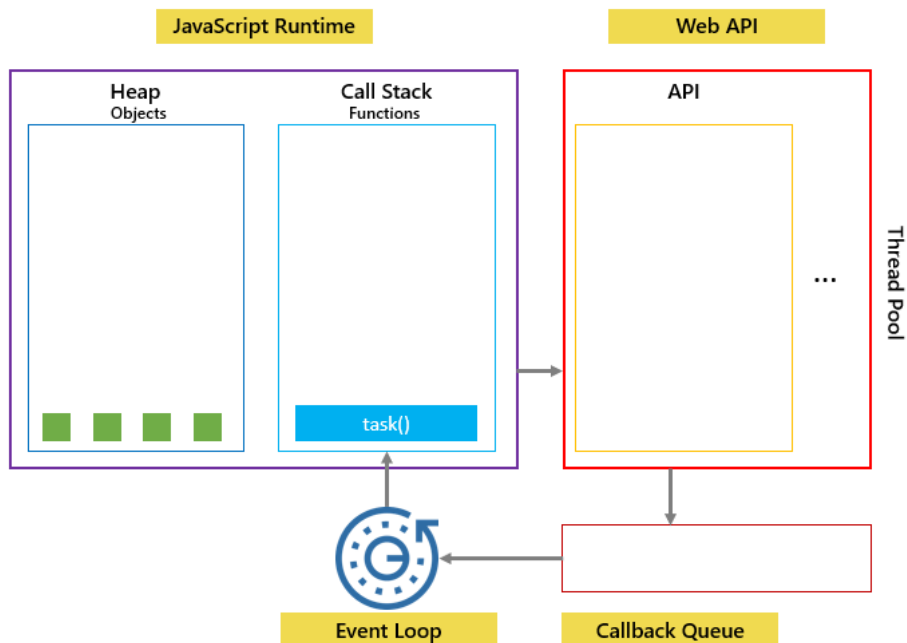 JavaScript Runtime
Web API
Heap
Objects
Call Stack
Functions
API
...
Thread Pool
task()
Event Loop
Callback Queue